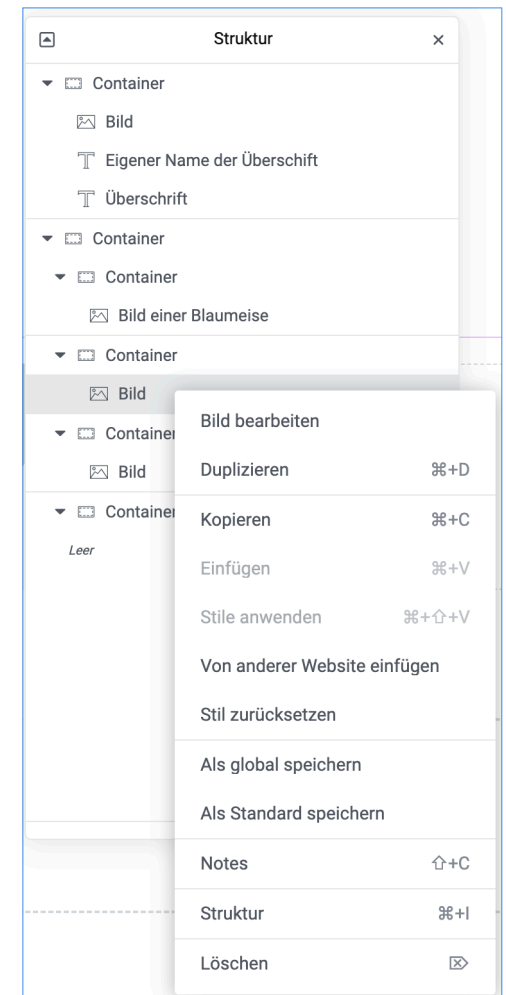 Struktur
Container
Bild
Eigener Name der Überschift
Überschrift
Container
Container
Bild einer Blaumeise
Container
Bild
Container
Bild
Container
Leer
Bild bearbeiten
Duplizieren ⌘+D
Kopieren ⌘+C
Einfügen ⌘+V
Stile anwenden ⌘+⇧+V
Von anderer Website einfügen
Stil zurücksetzen
Als global speichern
Als Standard speichern
Notes ⇧+C
Struktur ⌘+I
Löschen ⌦